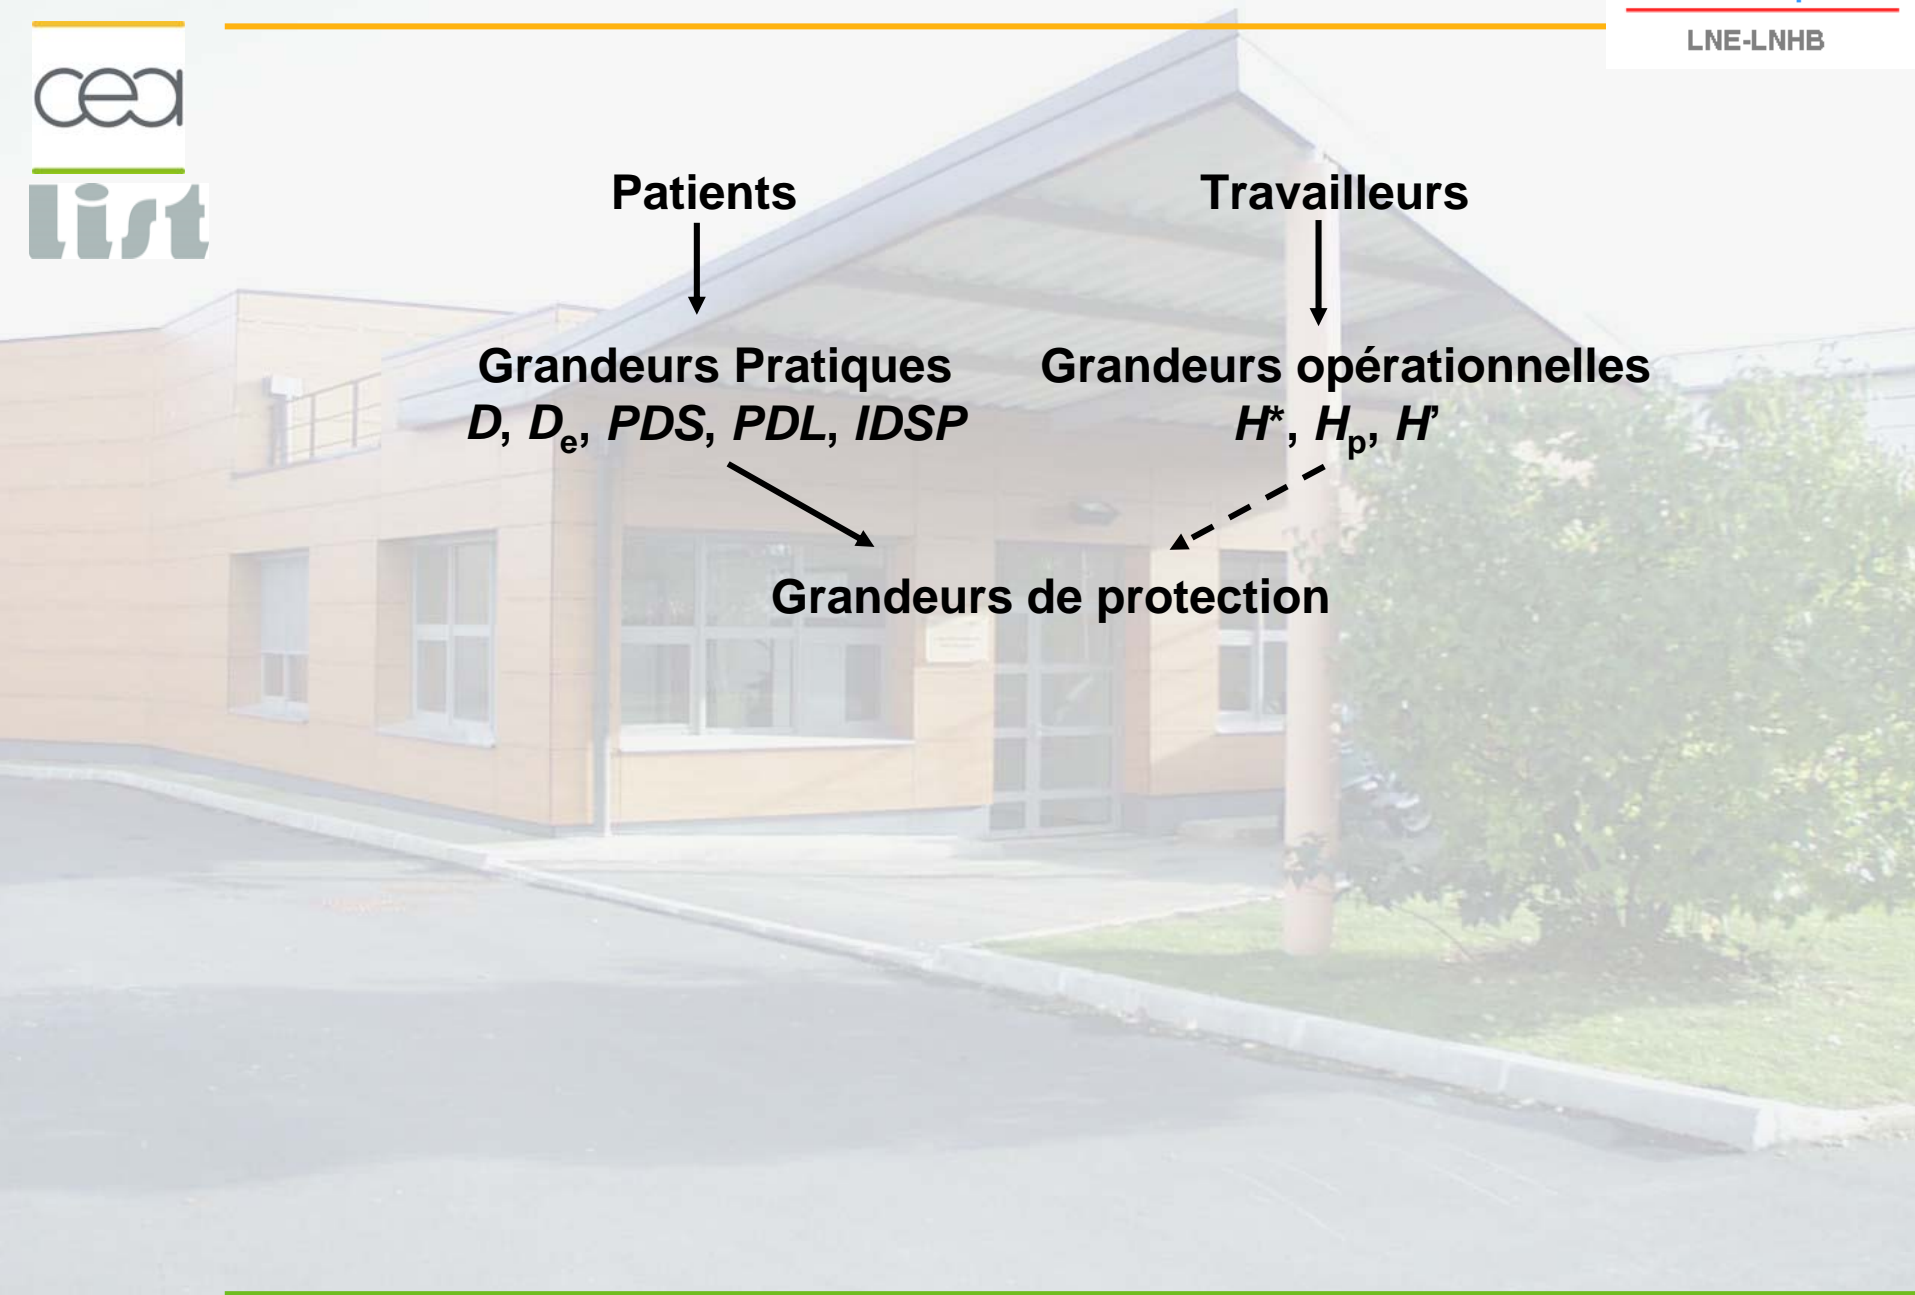 cea
list
LNE-LNHB
Patients
Travailleurs
Grandeurs Pratiques
D, De, PDS, PDL, IDSP
Grandeurs opérationnelles
H*, Hp, H’
Grandeurs de protection